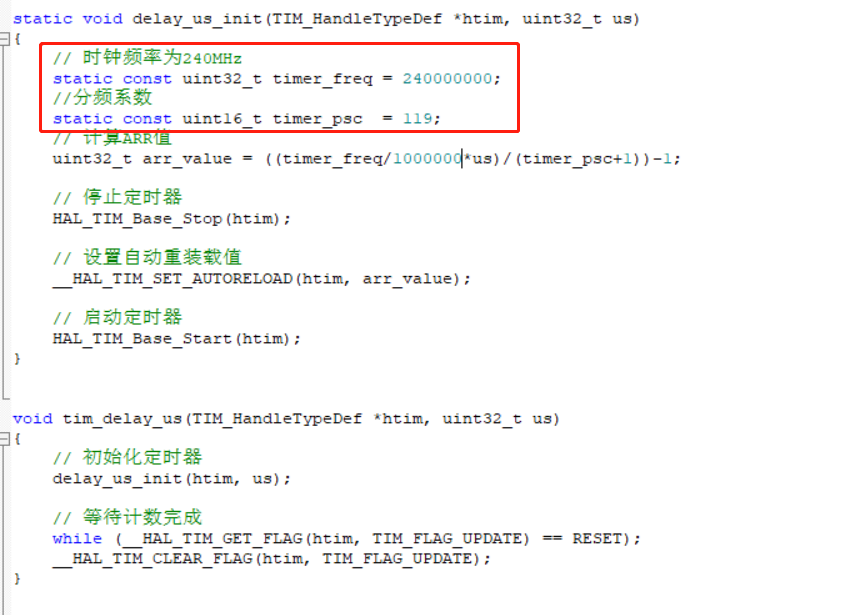 static void delay_us_init(TIM_HandleTypeDef *htim, uint32_t us)
{
// 时钟频率为240MHz
static const uint32_t timer_freq = 240000000;
//分频系数
static const uint16_t timer_psc  = 119;
// 计算ARR值
uint32_t arr_value = ((timer_freq/1000000*us)/(timer_psc+1))-1;
// 停止定时器
HAL_TIM_Base_Stop(htim);
// 设置自动重装载值
__HAL_TIM_SET_AUTORELOAD(htim, arr_value);
// 启动定时器
HAL_TIM_Base_Start(htim);
}
void tim_delay_us(TIM_HandleTypeDef *htim, uint32_t us)
{
// 初始化定时器
delay_us_init(htim, us);
// 等待计数完成
while (__HAL_TIM_GET_FLAG(htim, TIM_FLAG_UPDATE) == RESET);
__HAL_TIM_CLEAR_FLAG(htim, TIM_FLAG_UPDATE);
}